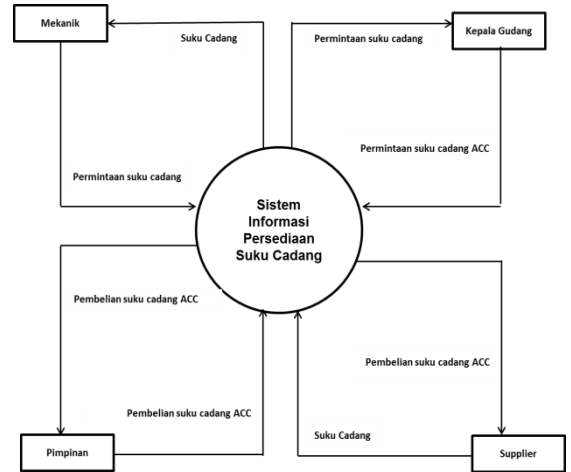 Mekanik
Suku Cadang
Permintaan suku cadang
Kepala Gudang
Permintaan suku cadang ACC
Permintaan suku cadang
Sistem
Informasi
Persediaan
Suku Cadang
Pembelian suku cadang ACC
Pembelian suku cadang ACC
Pembelian suku cadang ACC
Suku Cadang
Pimpinan
Supplier